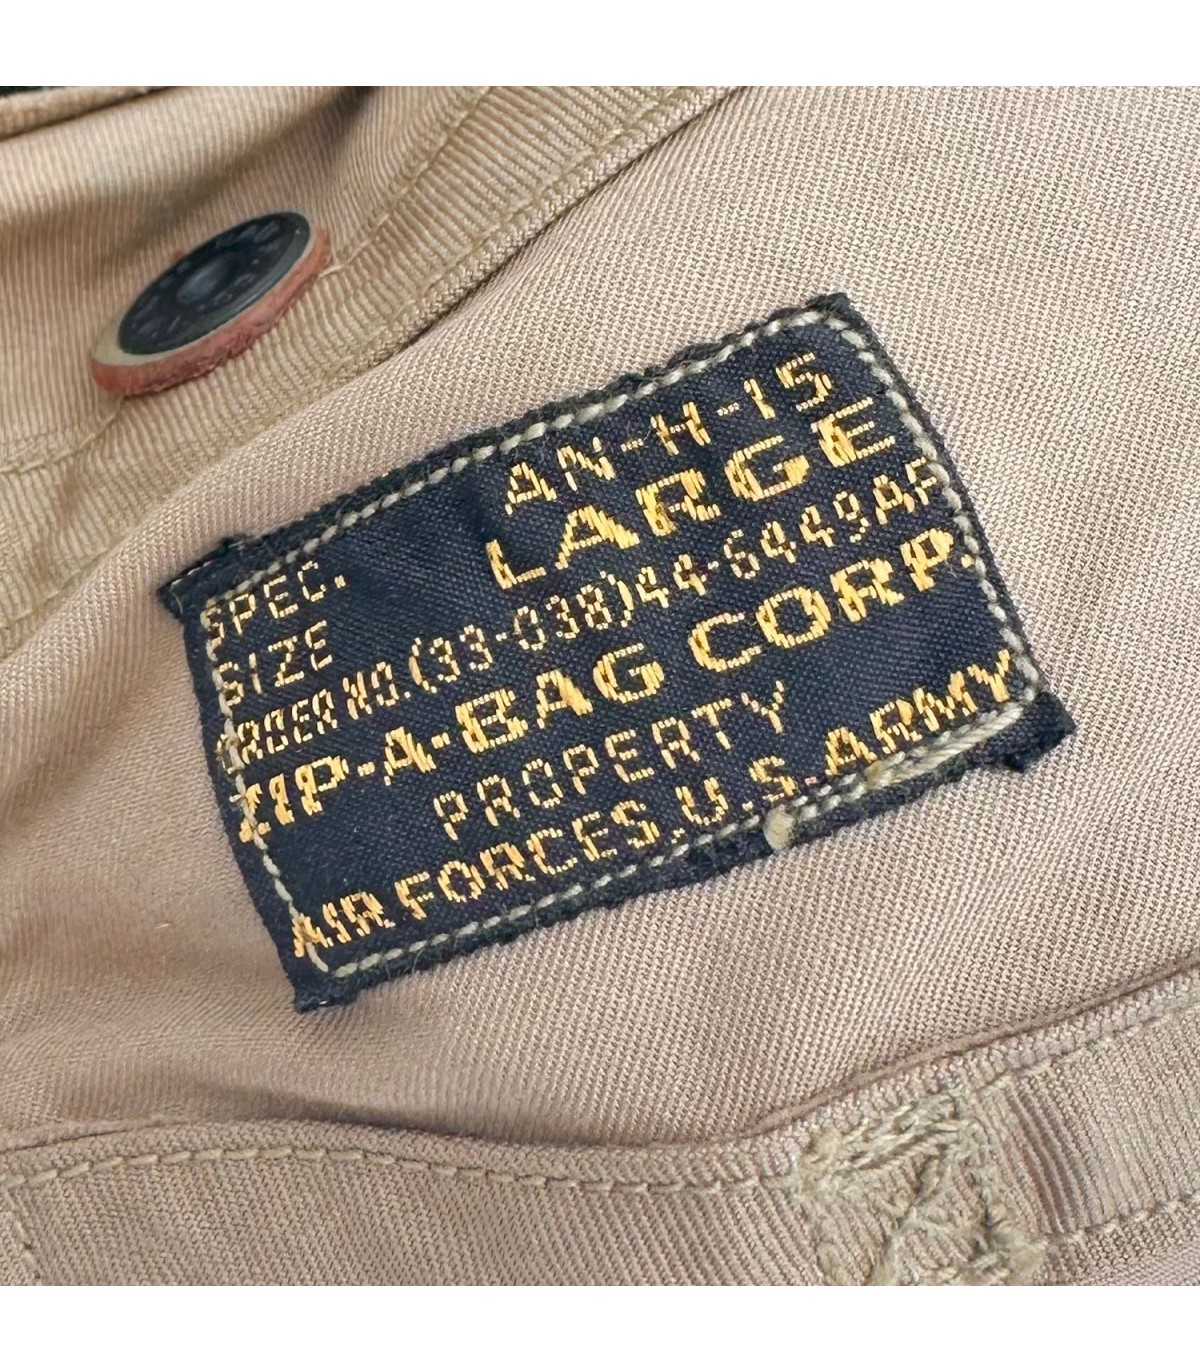 SPEC. AN-H-15
SIZE LARGE
ORDER NO.(33-038)44-6449AF
ZIP-A-BAG CORP.
PROPERTY
AIR FORCES, U.S. ARMY